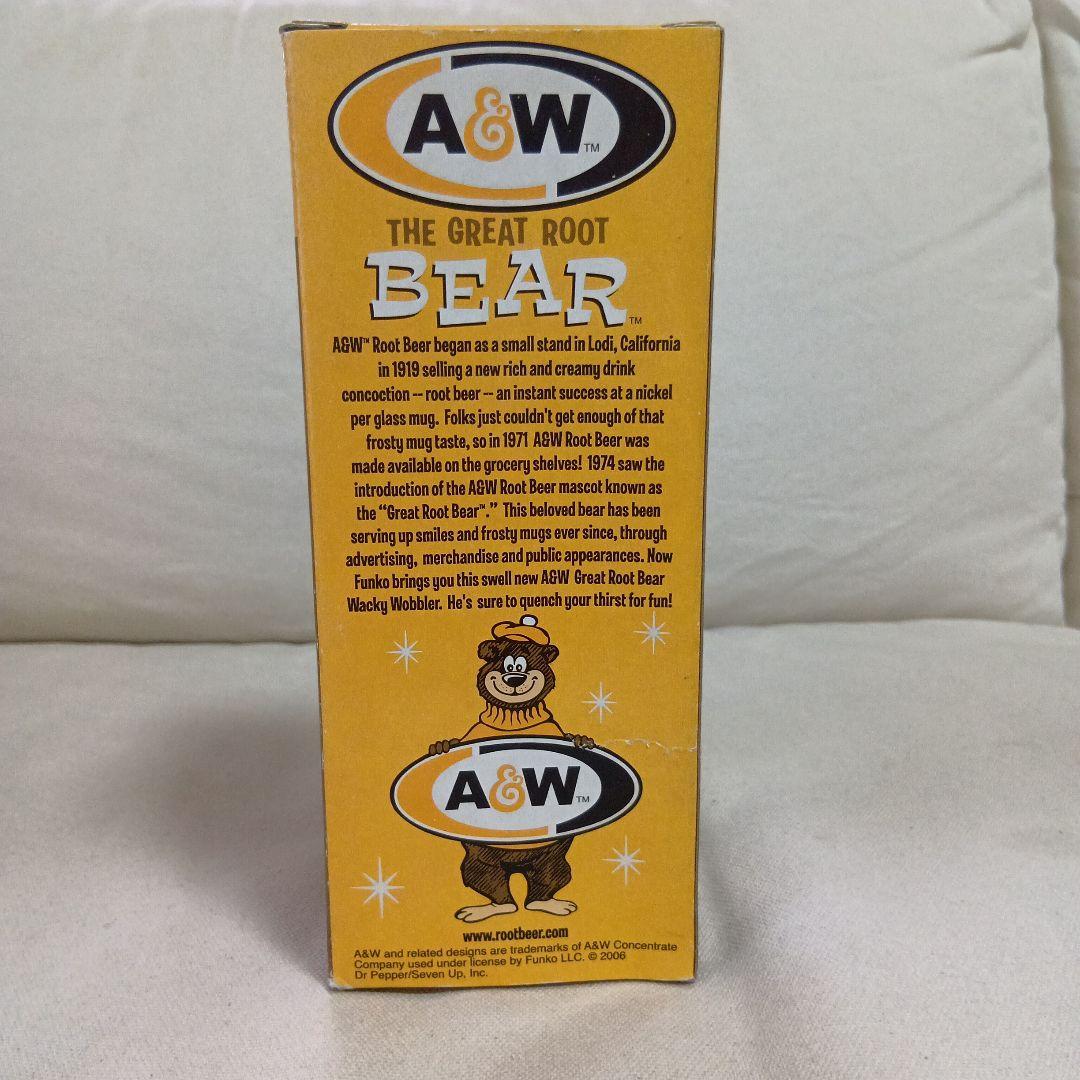 A&W™
THE GREAT ROOT
BEAR™
A&W™ Root Beer began as a small stand in Lodi, California
in 1919 selling a new rich and creamy drink
concoction -- root beer -- an instant success at a nickel
per glass mug. Folks just couldn't get enough of that
frosty mug taste, so in 1971 A&W Root Beer was
made available on the grocery shelves! 1974 saw the
introduction of the A&W Root Beer mascot known as
the “Great Root Bear™.” This beloved bear has been
serving up smiles and frosty mugs ever since, through
advertising, merchandise and public appearances. Now
Funko brings you this swell new A&W Great Root Bear
Wacky Wobbler. He's sure to quench your thirst for fun!
A&W™
www.rootbeer.com
A&W and related designs are trademarks of A&W Concentrate
Company used under license by Funko LLC. © 2006
Dr Pepper/Seven Up, Inc.